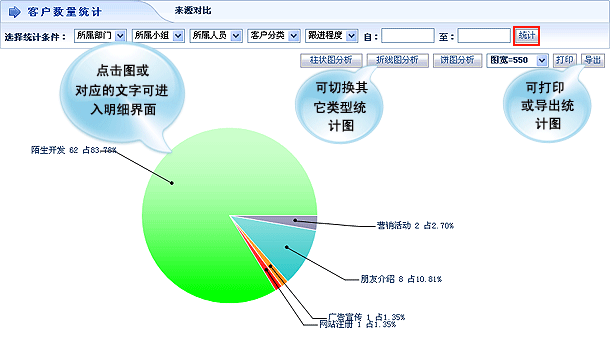 客户数量统计
来源对比
选择统计条件： 所属部门 所属小组 所属人员 客户分类 跟进程度 自： 至： 统计
柱状图分析 折线图分析 饼图分析 图宽=550 打印 导出
点击图或
对应的文字可进
入明细界面
可切换其
它类型统
计图
可打印
或导出统
计图
陌生开发 62 占83.78%
营销活动 2 占2.70%
朋友介绍 8 占10.81%
广告宣传 1 占1.35%
网站注册 1 占1.35%